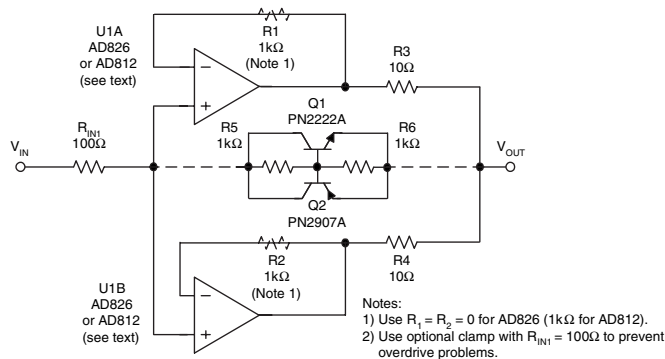 U1A
AD826
or AD812
(see text)
R1
1kΩ
(Note 1)
R3
10Ω
Q1
PN2222A
V_IN
R_IN1
100Ω
R5
1kΩ
R6
1kΩ
V_OUT
Q2
PN2907A
R2
1kΩ
(Note 1)
R4
10Ω
U1B
AD826
or AD812
(see text)
Notes:
1) Use R1 = R2 = 0 for AD826 (1kΩ for AD812).
2) Use optional clamp with R_IN1 = 100Ω to prevent
overdrive problems.